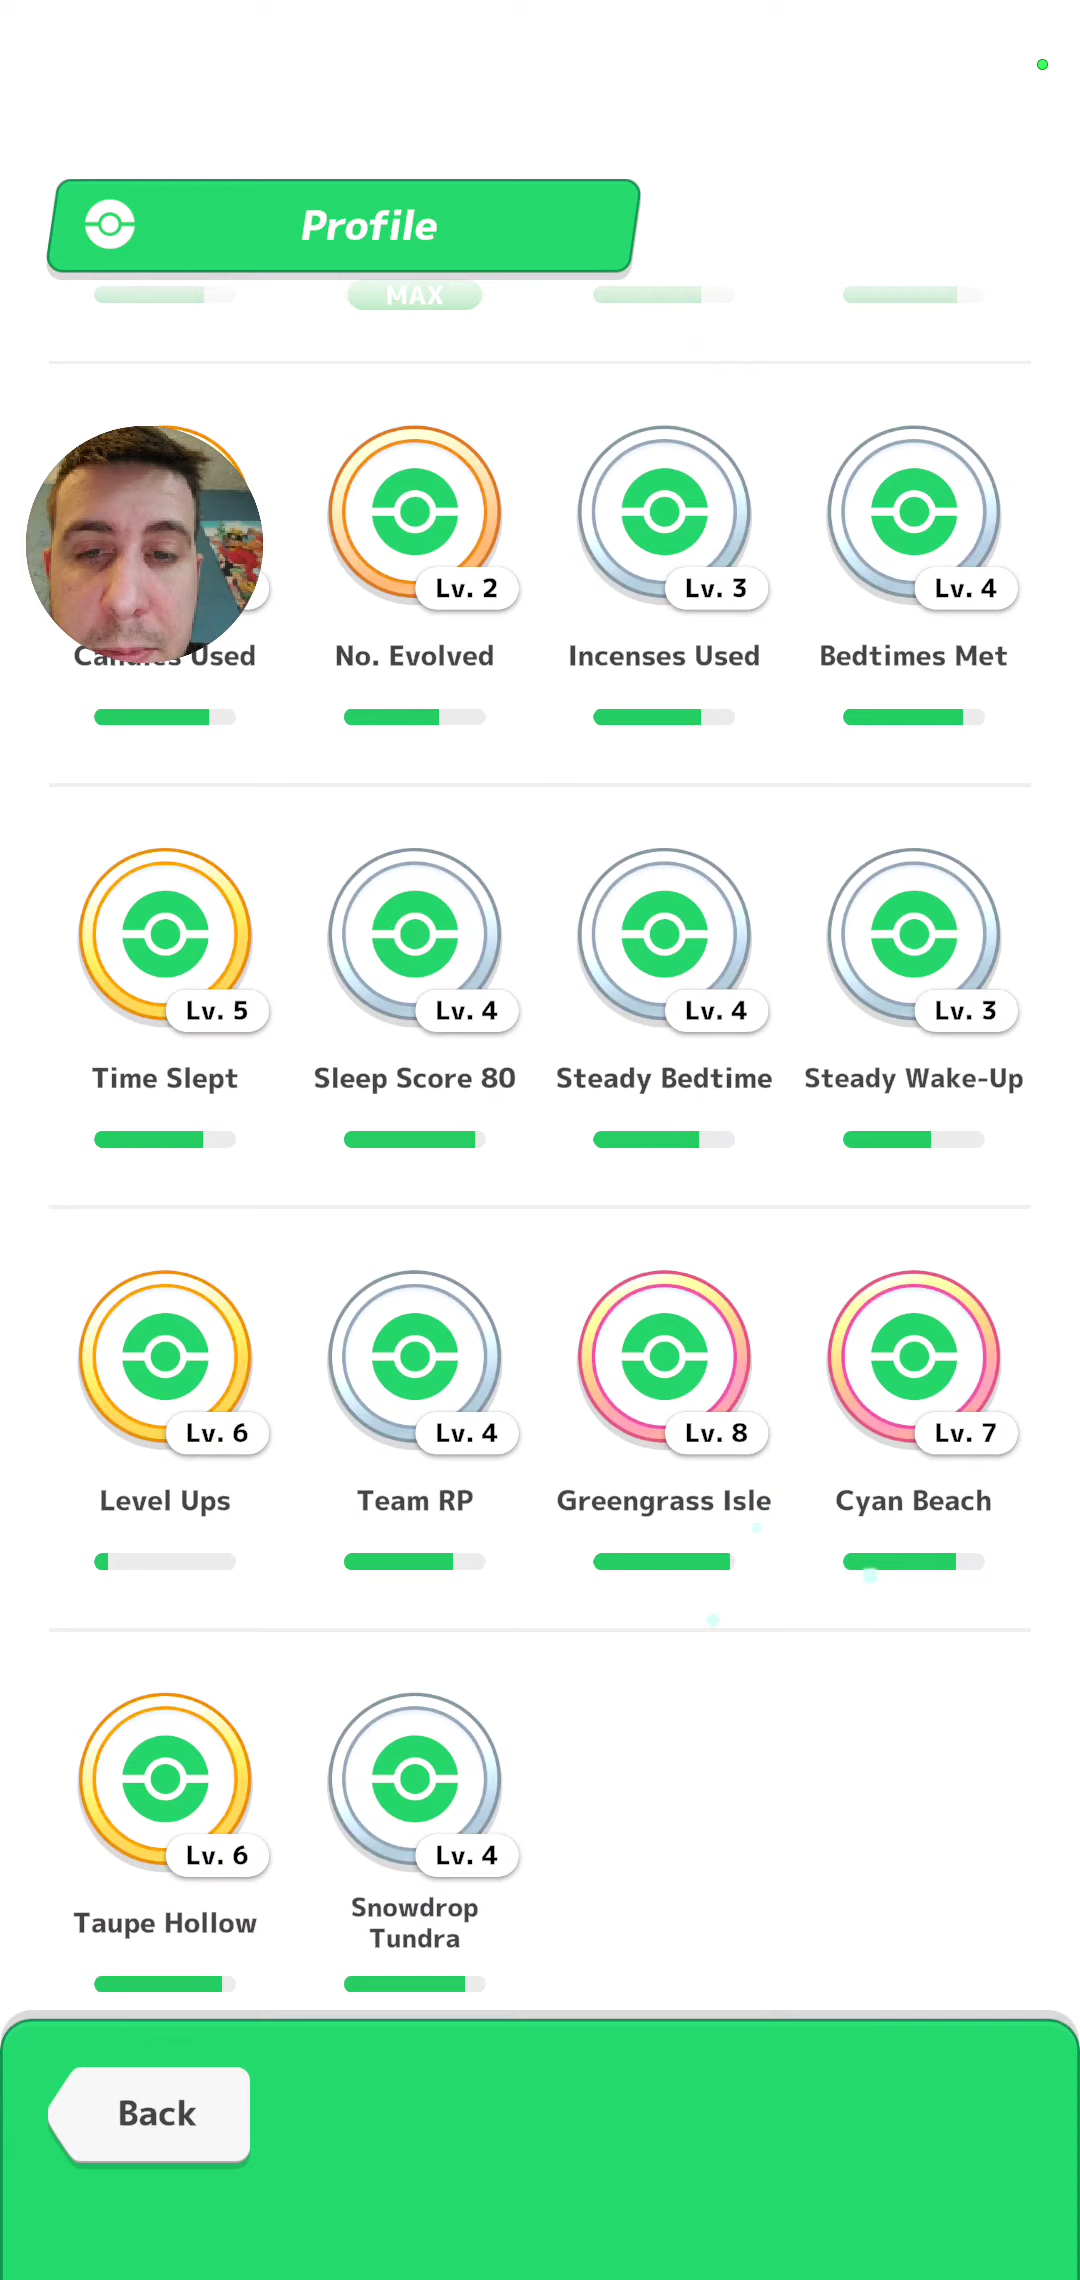 Profile
MAX
Lv. 2
Lv. 3
Lv. 4
Candies Used
No. Evolved
Incenses Used
Bedtimes Met
Lv. 5
Lv. 4
Lv. 4
Lv. 3
Time Slept
Sleep Score 80
Steady Bedtime
Steady Wake-Up
Lv. 6
Lv. 4
Lv. 8
Lv. 7
Level Ups
Team RP
Greengrass Isle
Cyan Beach
Lv. 6
Lv. 4
Taupe Hollow
Snowdrop
Tundra
Back